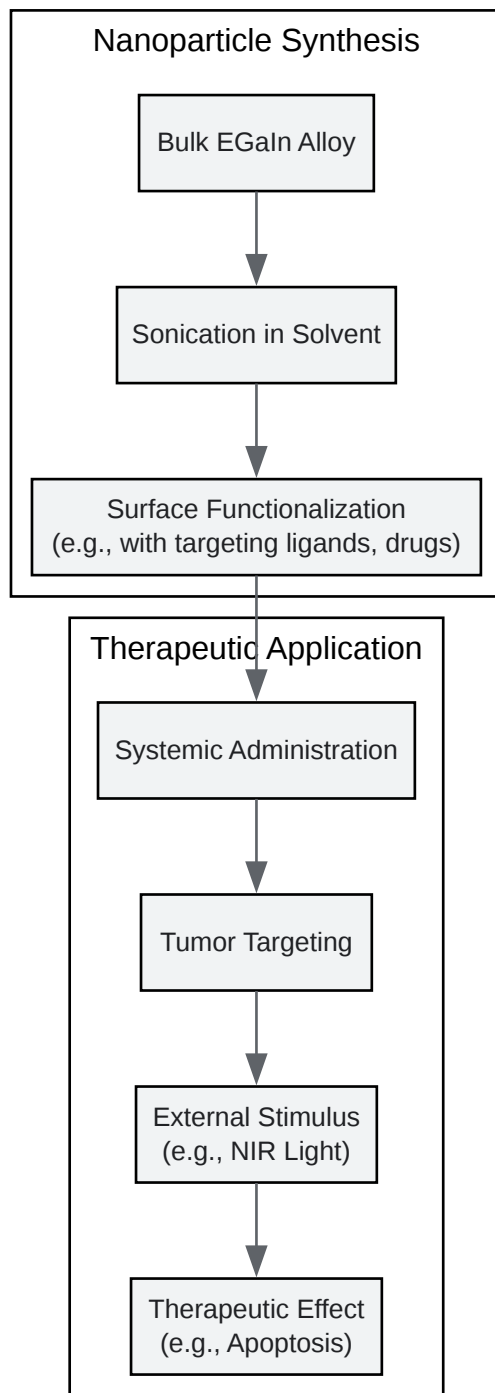 Nanoparticle Synthesis
Bulk EGaIn Alloy
Sonication in Solvent
Surface Functionalization
(e.g., with targeting ligands, drugs)
Therapeutic Application
Systemic Administration
Tumor Targeting
External Stimulus
(e.g., NIR Light)
Therapeutic Effect
(e.g., Apoptosis)